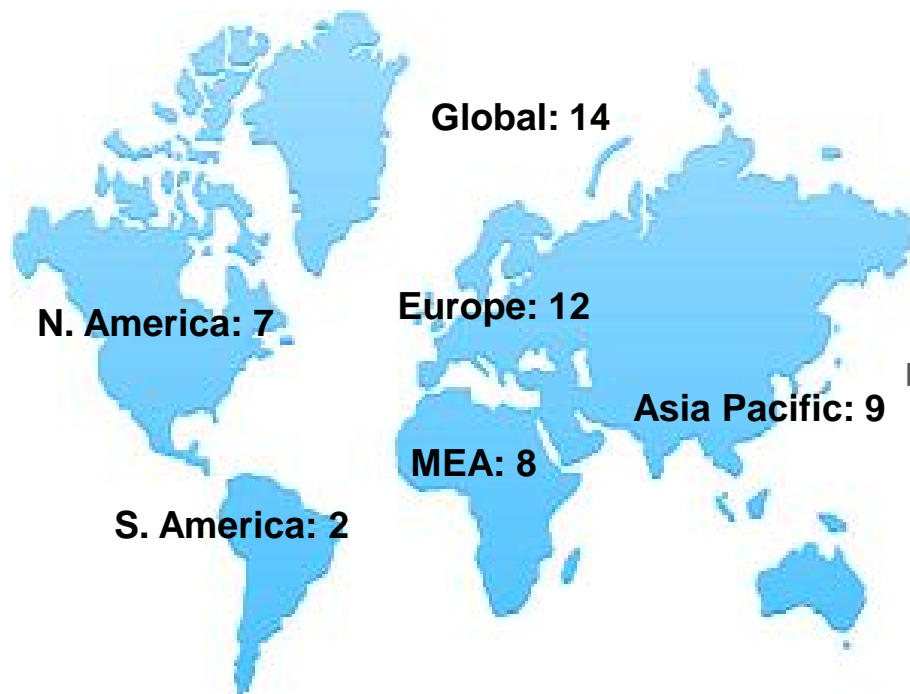 Global: 14
N. America: 7
Europe: 12
Asia Pacific: 9
MEA: 8
S. America: 2